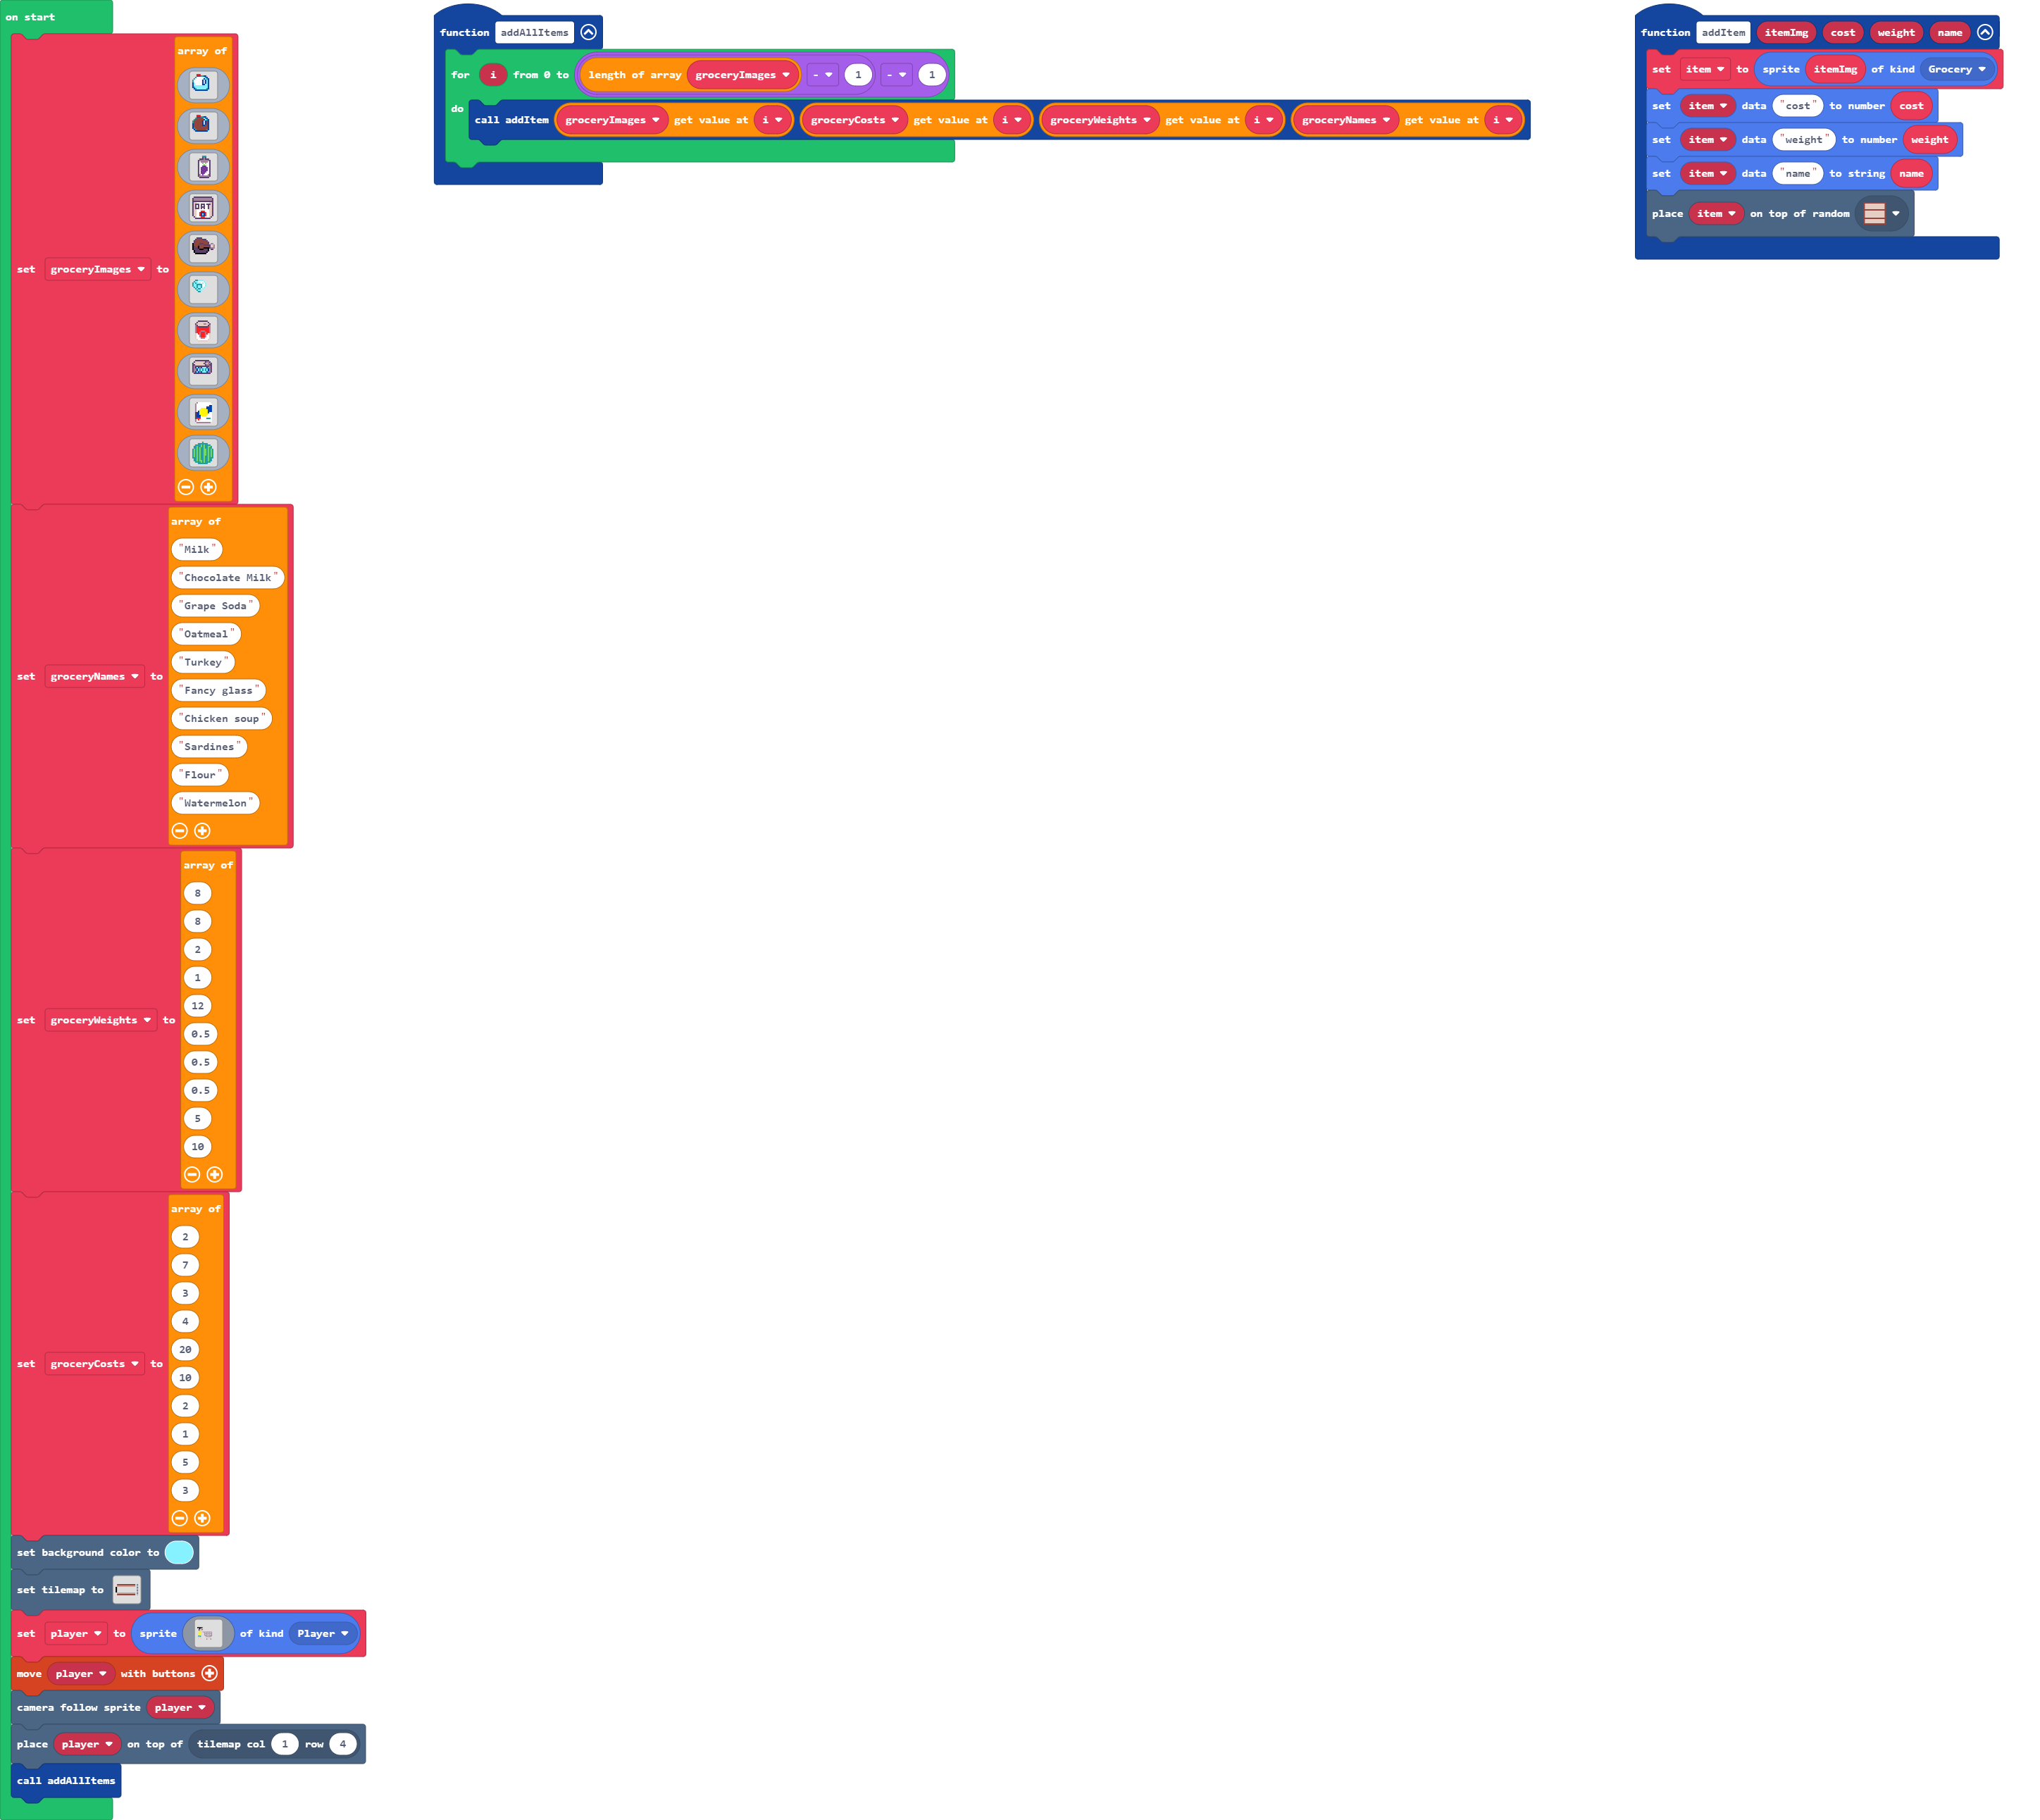 on start
set groceryImages to
array of
OAT
set groceryNames to
array of
"Milk"
"Chocolate Milk"
"Grape Soda"
"Oatmeal"
"Turkey"
"Fancy glass"
"Chicken soup"
"Sardines"
"Flour"
"Watermelon"
set groceryWeights to
array of
8
8
2
1
12
0.5
0.5
0.5
5
10
set groceryCosts to
array of
2
7
3
4
20
10
2
1
5
3
set background color to
set tilemap to
set player to sprite of kind Player
move player with buttons
camera follow sprite player
place player on top of tilemap col 1 row 4
call addAllItems
function addAllItems
for i from 0 to length of array groceryImages - 1 - 1
do
call addItem groceryImages get value at i groceryCosts get value at i groceryWeights get value at i groceryNames get value at i
function addItem itemImg cost weight name
set item to sprite itemImg of kind Grocery
set item data "cost" to number cost
set item data "weight" to number weight
set item data "name" to string name
place item on top of random